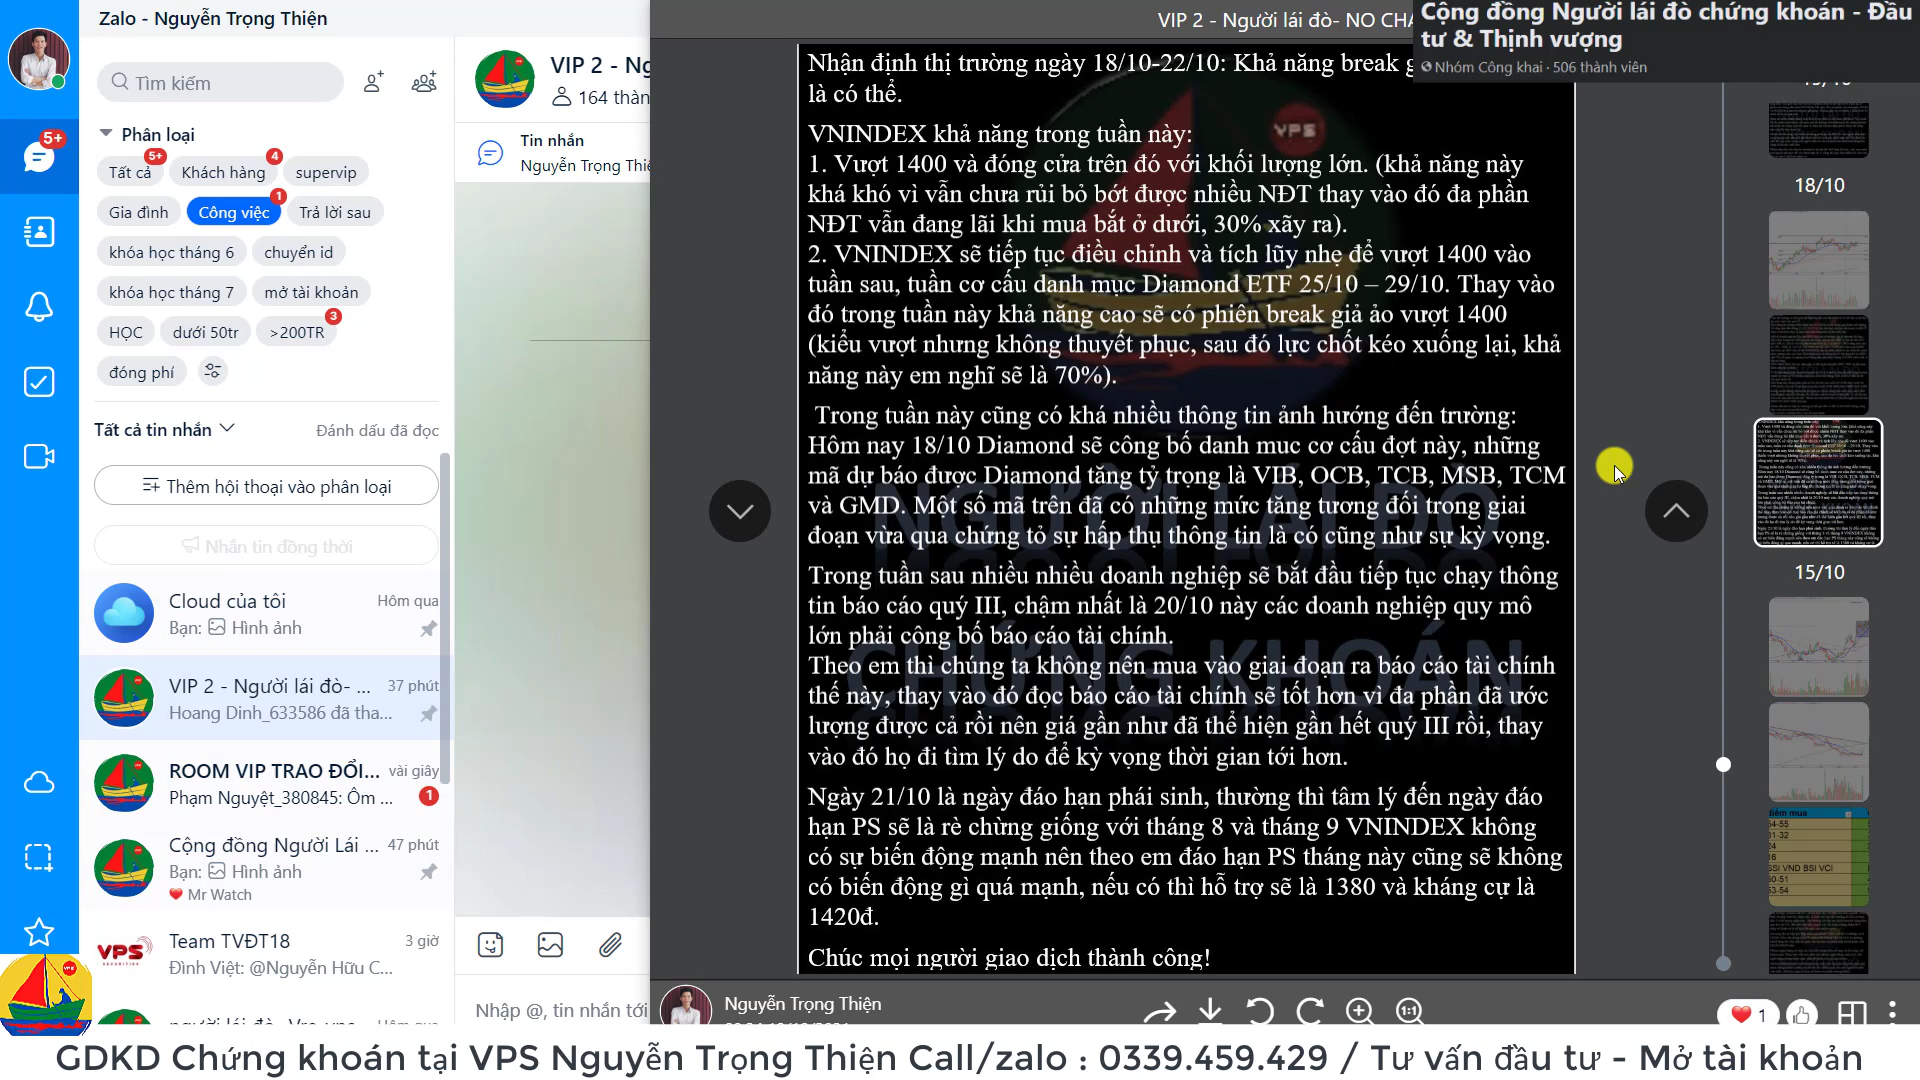 Zalo - Nguyễn Trọng Thiện
Tìm kiếm
Phân loại
5+
Tất cả
5+
Khách hàng
4
supervip
Gia đình
Công việc
1
Trả lời sau
khóa học tháng 6
chuyển id
khóa học tháng 7
mở tài khoản
HỌC
dưới 50tr
>200TR
3
đóng phí
Tất cả tin nhắn
Đánh dấu đã đọc
Thêm hội thoại vào phân loại
Nhắn tin đồng thời
Cloud của tôi
Hôm qua
Bạn: Hình ảnh
VIP 2 - Người lái đò- ...
37 phút
Hoang Dinh_633586 đã tha...
ROOM VIP TRAO ĐỔI...
vài giây
Phạm Nguyệt_380845: Ôm ...
1
Cộng đồng Người Lái ...
47 phút
Bạn: Hình ảnh
Mr Watch
Team TVĐT18
3 giờ
Đình Việt: @Nguyễn Hữu C...
VPS
VIP 2 - Ng
164 thàn
Tin nhắn
Nguyễn Trọng Thiệ
Nhập @, tin nhắn tới
VIP 2 - Người lái đò- NO CHA
Cộng đồng Người lái đò chứng khoán - Đầu
tư & Thịnh vượng
Nhóm Công khai · 506 thành viên
Nhận định thị trường ngày 18/10-22/10: Khả năng break g
là có thể.
VNINDEX khả năng trong tuần này:
1. Vượt 1400 và đóng cửa trên đó với khối lượng lớn. (khả năng này
khá khó vì vẫn chưa rủi bỏ bớt được nhiều NĐT thay vào đó đa phần
NĐT vẫn đang lãi khi mua bắt ở dưới, 30% xãy ra).
2. VNINDEX sẽ tiếp tục điều chỉnh và tích lũy nhẹ để vượt 1400 vào
tuần sau, tuần cơ cấu danh mục Diamond ETF 25/10 – 29/10. Thay vào
đó trong tuần này khả năng cao sẽ có phiên break giả ảo vượt 1400
(kiểu vượt nhưng không thuyết phục, sau đó lực chốt kéo xuống lại, khả
năng này em nghĩ sẽ là 70%).
Trong tuần này cũng có khá nhiều thông tin ảnh hướng đến trường:
Hôm nay 18/10 Diamond sẽ công bố danh muc cơ cấu đợt này, những
mã dự báo được Diamond tăng tỷ trọng là VIB, OCB, TCB, MSB, TCM
và GMD. Một số mã trên đã có những mức tăng tương đối trong giai
đoạn vừa qua chứng tỏ sự hấp thụ thông tin là có cũng như sự kỳ vọng.
Trong tuần sau nhiều nhiều doanh nghiệp sẽ bắt đầu tiếp tục chạy thông
tin báo cáo quý III, chậm nhất là 20/10 này các doanh nghiệp quy mô
lớn phải công bố báo cáo tài chính.
Theo em thì chúng ta không nên mua vào giai đoạn ra báo cáo tài chính
thế này, thay vào đó đọc báo cáo tài chính sẽ tốt hơn vì đa phần đã ước
lượng được cả rồi nên giá gần như đã thể hiện gần hết quý III rồi, thay
vào đó họ đi tìm lý do để kỳ vọng thời gian tới hơn.
Ngày 21/10 là ngày đáo hạn phái sinh, thường thì tâm lý đến ngày đáo
hạn PS sẽ là rè chừng giống với tháng 8 và tháng 9 VNINDEX không
có sự biến động mạnh nên theo em đáo hạn PS tháng này cũng sẽ không
có biến động gì quá mạnh, nếu có thì hỗ trợ sẽ là 1380 và kháng cự là
1420đ.
Chúc mọi người giao dịch thành công!
VPS
NGƯỜI LÁI ĐÒ
CHỨNG KHOÁN
18/10
15/10
SSI VND BSI VCI
Nguyễn Trọng Thiện
1:1
1
GDKD Chứng khoán tại VPS Nguyễn Trọng Thiện Call/zalo : 0339.459.429 / Tư vấn đầu tư - Mở tài khoản